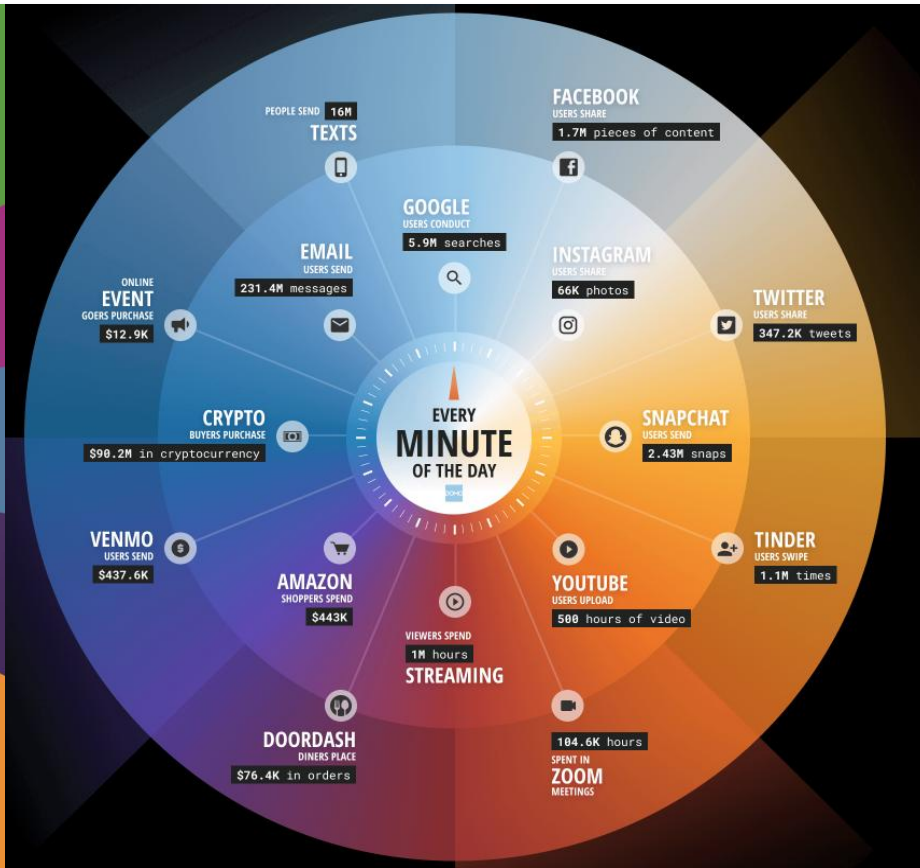 PEOPLE SEND 16M
TEXTS
FACEBOOK
USERS SHARE
1.7M pieces of content
GOOGLE
USERS CONDUCT
5.9M searches
EMAIL
USERS SEND
231.4M messages
INSTAGRAM
USERS SHARE
66K photos
ONLINE
EVENT
GOERS PURCHASE
$12.9K
TWITTER
USERS SHARE
347.2K tweets
CRYPTO
BUYERS PURCHASE
$90.2M in cryptocurrency
EVERY
MINUTE
OF THE DAY
DOMO
SNAPCHAT
USERS SEND
2.43M snaps
VENMO
USERS SEND
$437.6K
AMAZON
SHOPPERS SPEND
$443K
VIEWERS SPEND
1M hours
STREAMING
YOUTUBE
USERS UPLOAD
500 hours of video
TINDER
USERS SWIPE
1.1M times
DOORDASH
DINERS PLACE
$76.4K in orders
104.6K hours
SPENT IN
ZOOM
MEETINGS